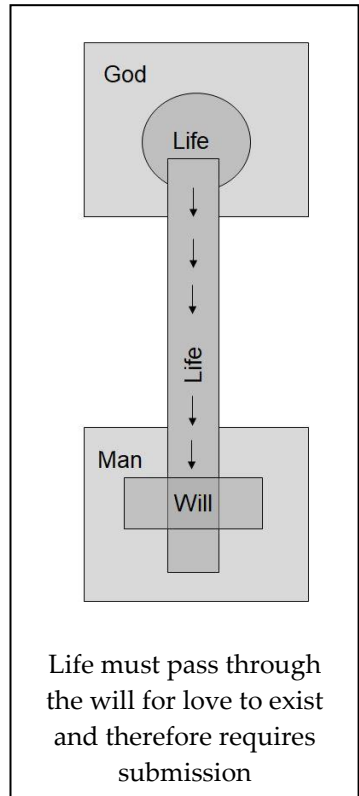 God
Life
Life
Man
Will
Life must pass through
the will for love to exist
and therefore requires
submission